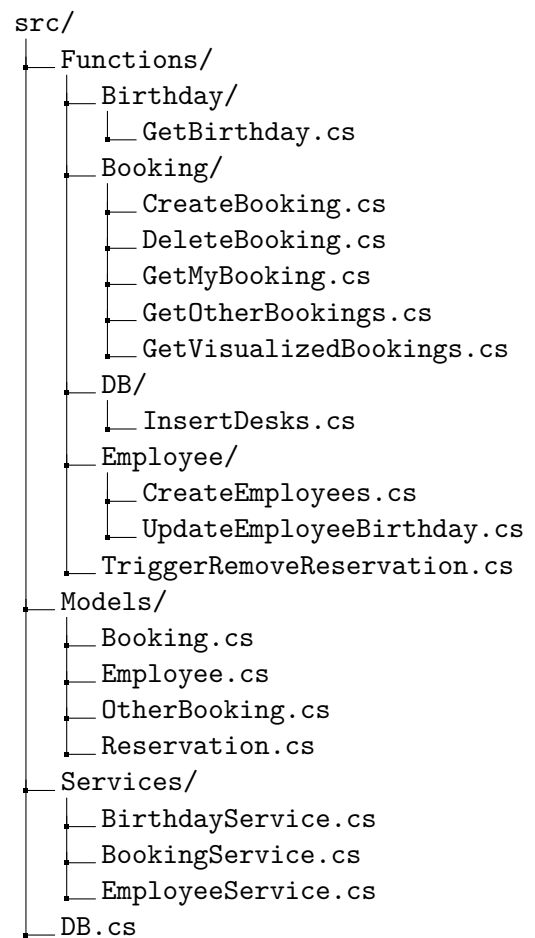 src/
Functions/
Birthday/
GetBirthday.cs
Booking/
CreateBooking.cs
DeleteBooking.cs
GetMyBooking.cs
GetOtherBookings.cs
GetVisualizedBookings.cs
DB/
InsertDesks.cs
Employee/
CreateEmployees.cs
UpdateEmployeeBirthday.cs
TriggerRemoveReservation.cs
Models/
Booking.cs
Employee.cs
OtherBooking.cs
Reservation.cs
Services/
BirthdayService.cs
BookingService.cs
EmployeeService.cs
DB.cs